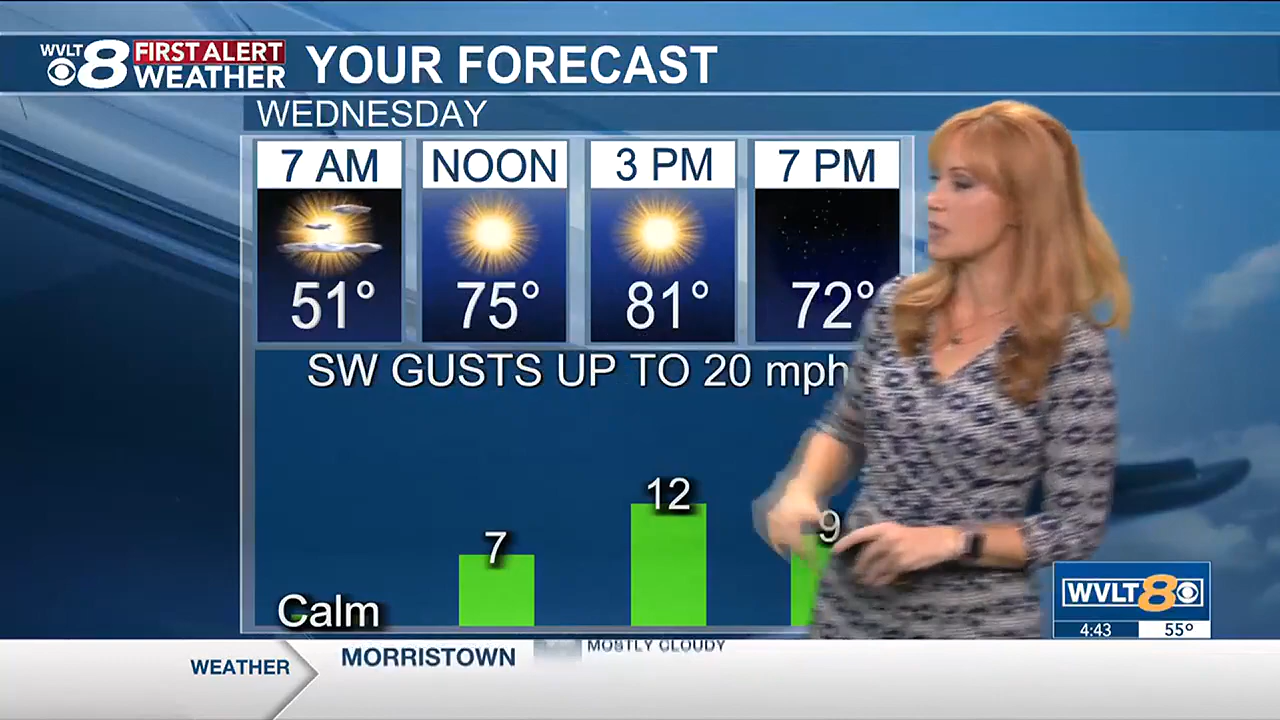 WVLT
8 FIRST ALERT
WEATHER
YOUR FORECAST
WEDNESDAY
7 AM NOON 3 PM 7 PM
51° 75° 81° 72°
SW GUSTS UP TO 20 mph
Calm 7 12 9
WVLT 8
4:43 55°
WEATHER
MORRISTOWN
MOSTLY CLOUDY